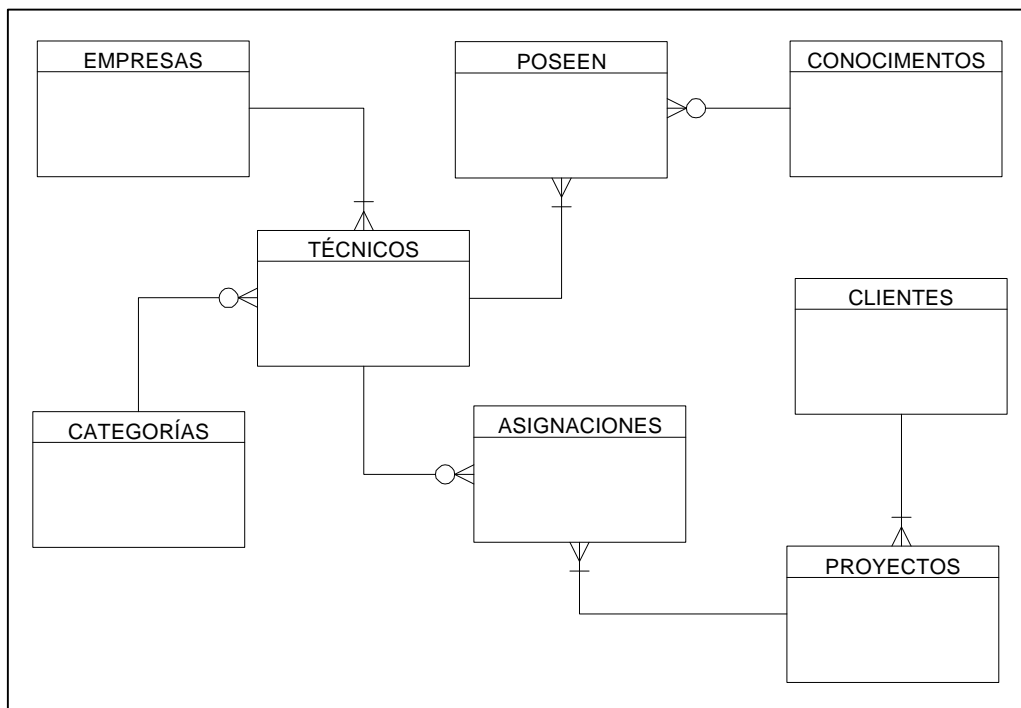 EMPRESAS
POSEEN
CONOCIMENTOS
TÉCNICOS
CLIENTES
CATEGORÍAS
ASIGNACIONES
PROYECTOS